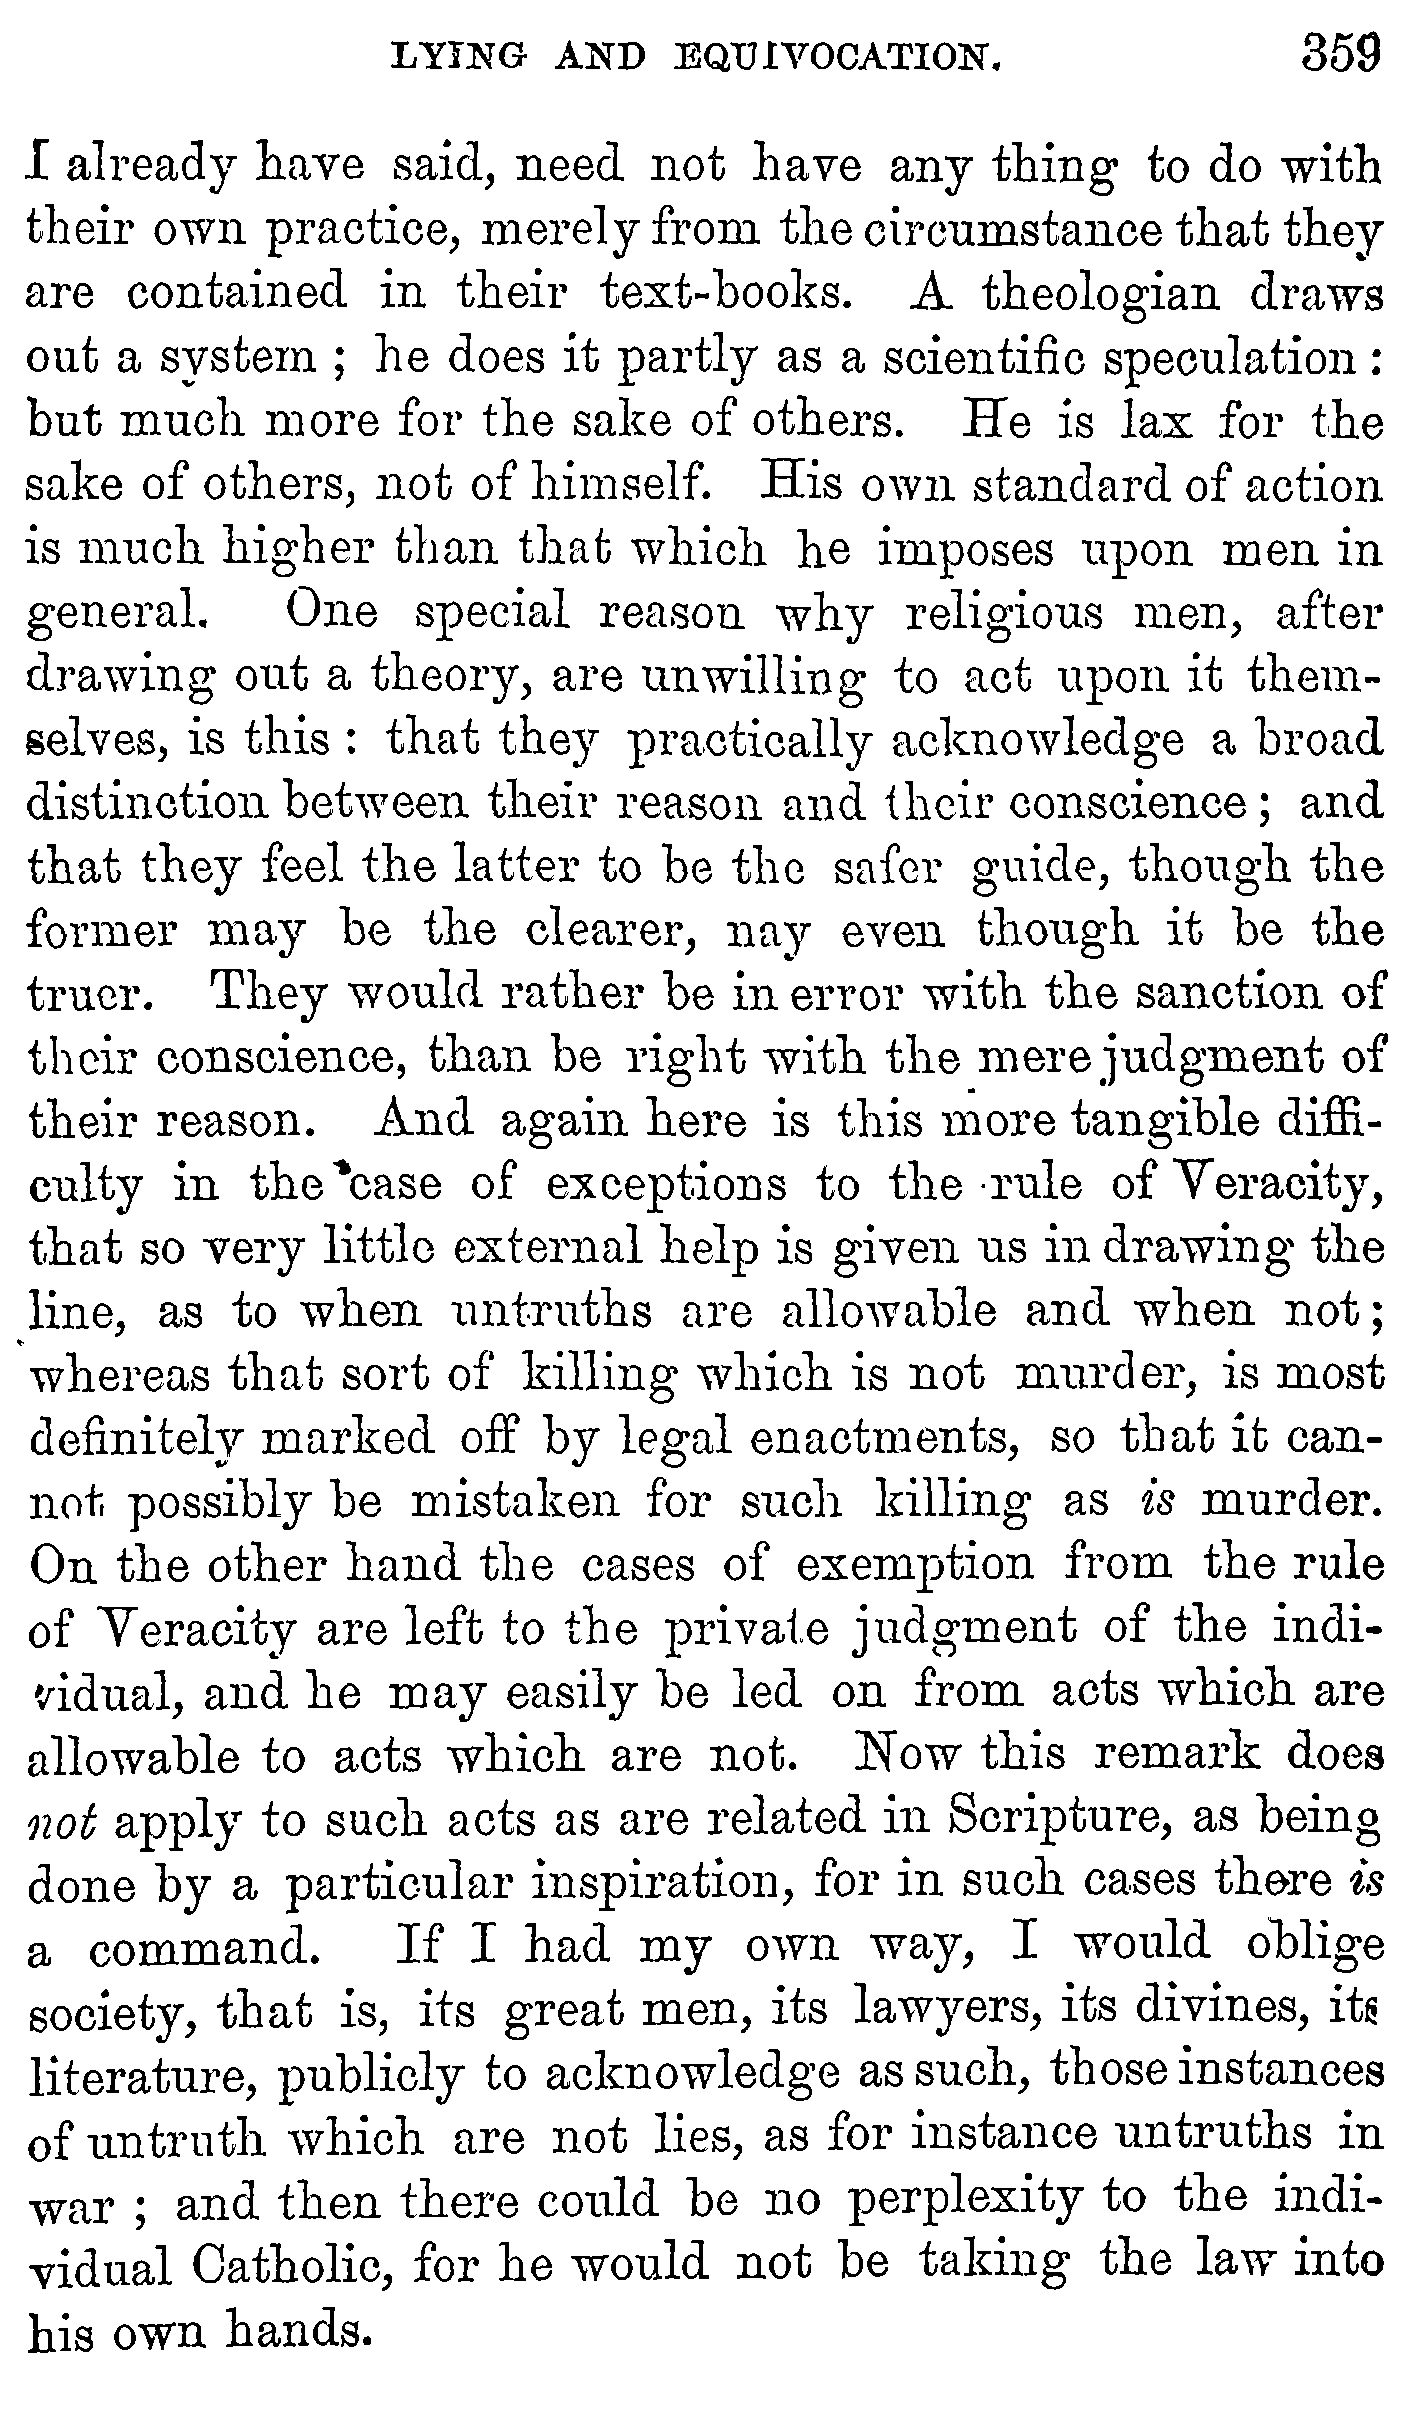 LYING AND EQUIVOCATION. 359
I already have said, need not have any thing to do with
their own practice, merely from the circumstance that they
are contained in their text-books. A theologian draws
out a system ; he does it partly as a scientific speculation :
but much more for the sake of others. He is lax for the
sake of others, not of himself. His own standard of action
is much higher than that which he imposes upon men in
general. One special reason why religious men, after
drawing out a theory, are unwilling to act upon it them-
selves, is this : that they practically acknowledge a broad
distinction between their reason and their conscience ; and
that they feel the latter to be the safer guide, though the
former may be the clearer, nay even though it be the
truer. They would rather be in error with the sanction of
their conscience, than be right with the mere judgment of
their reason. And again here is this more tangible diffi-
culty in the case of exceptions to the rule of Veracity,
that so very little external help is given us in drawing the
line, as to when untruths are allowable and when not ;
whereas that sort of killing which is not murder, is most
definitely marked off by legal enactments, so that it can-
not possibly be mistaken for such killing as is murder.
On the other hand the cases of exemption from the rule
of Veracity are left to the private judgment of the indi-
vidual, and he may easily be led on from acts which are
allowable to acts which are not. Now this remark does
not apply to such acts as are related in Scripture, as being
done by a particular inspiration, for in such cases there is
a command. If I had my own way, I would oblige
society, that is, its great men, its lawyers, its divines, its
literature, publicly to acknowledge as such, those instances
of untruth which are not lies, as for instance untruths in
war ; and then there could be no perplexity to the indi-
vidual Catholic, for he would not be taking the law into
his own hands.